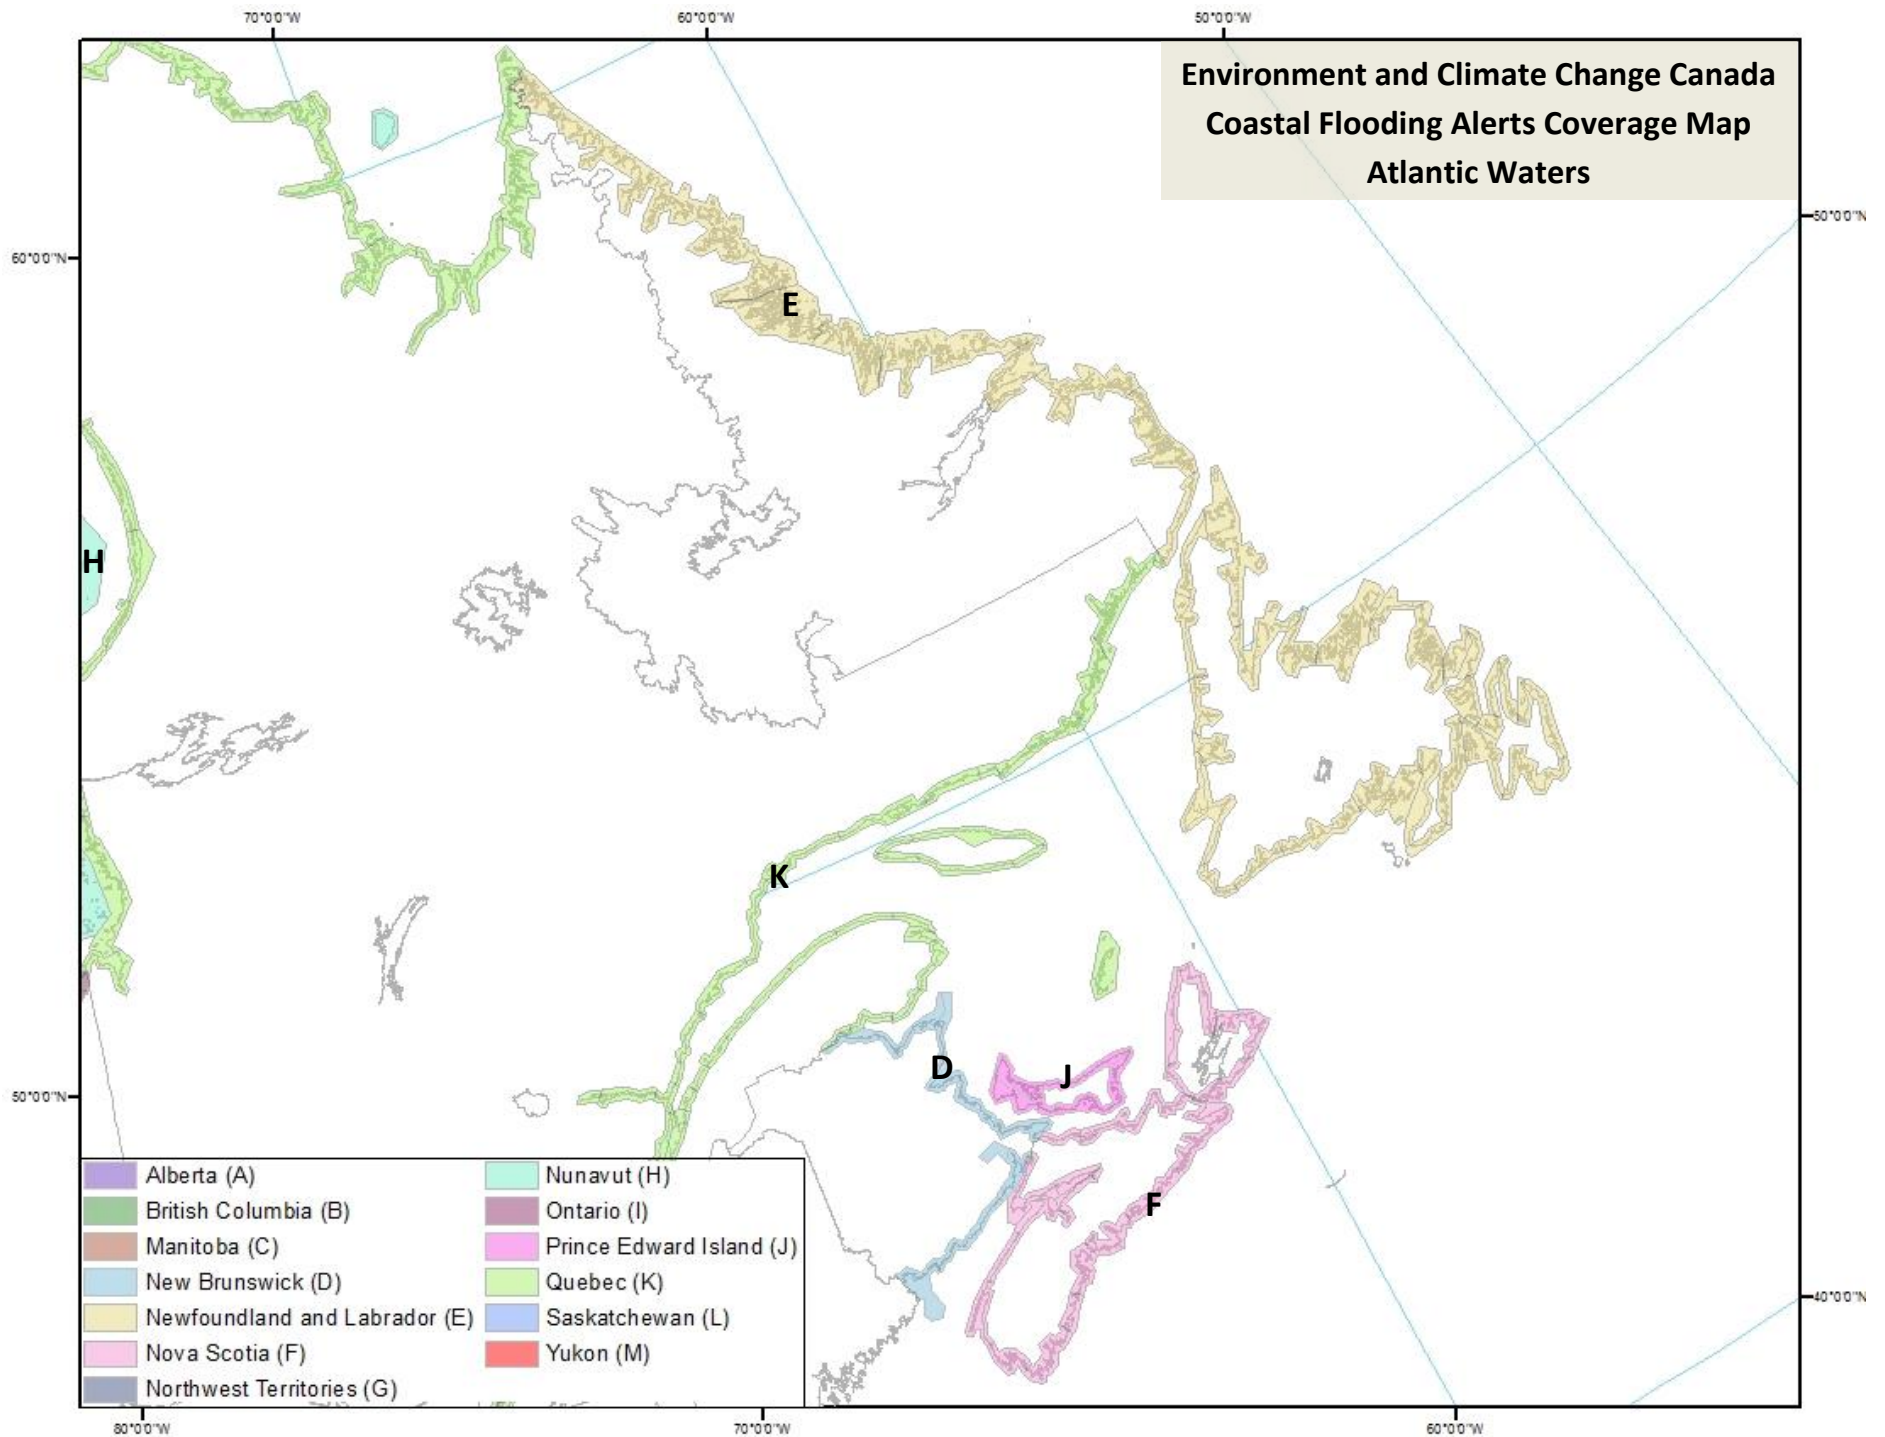 70°0'0"W
60°0'0"W
50°0'0"W
Environment and Climate Change Canada
Coastal Flooding Alerts Coverage Map
Atlantic Waters
50°0'0"N
60°0'0"N
E
H
K
D
J
50°0'0"N
F
40°0'0"N
Alberta (A)
British Columbia (B)
Manitoba (C)
New Brunswick (D)
Newfoundland and Labrador (E)
Nova Scotia (F)
Northwest Territories (G)
Nunavut (H)
Ontario (I)
Prince Edward Island (J)
Quebec (K)
Saskatchewan (L)
Yukon (M)
80°0'0"W
70°0'0"W
60°0'0"W